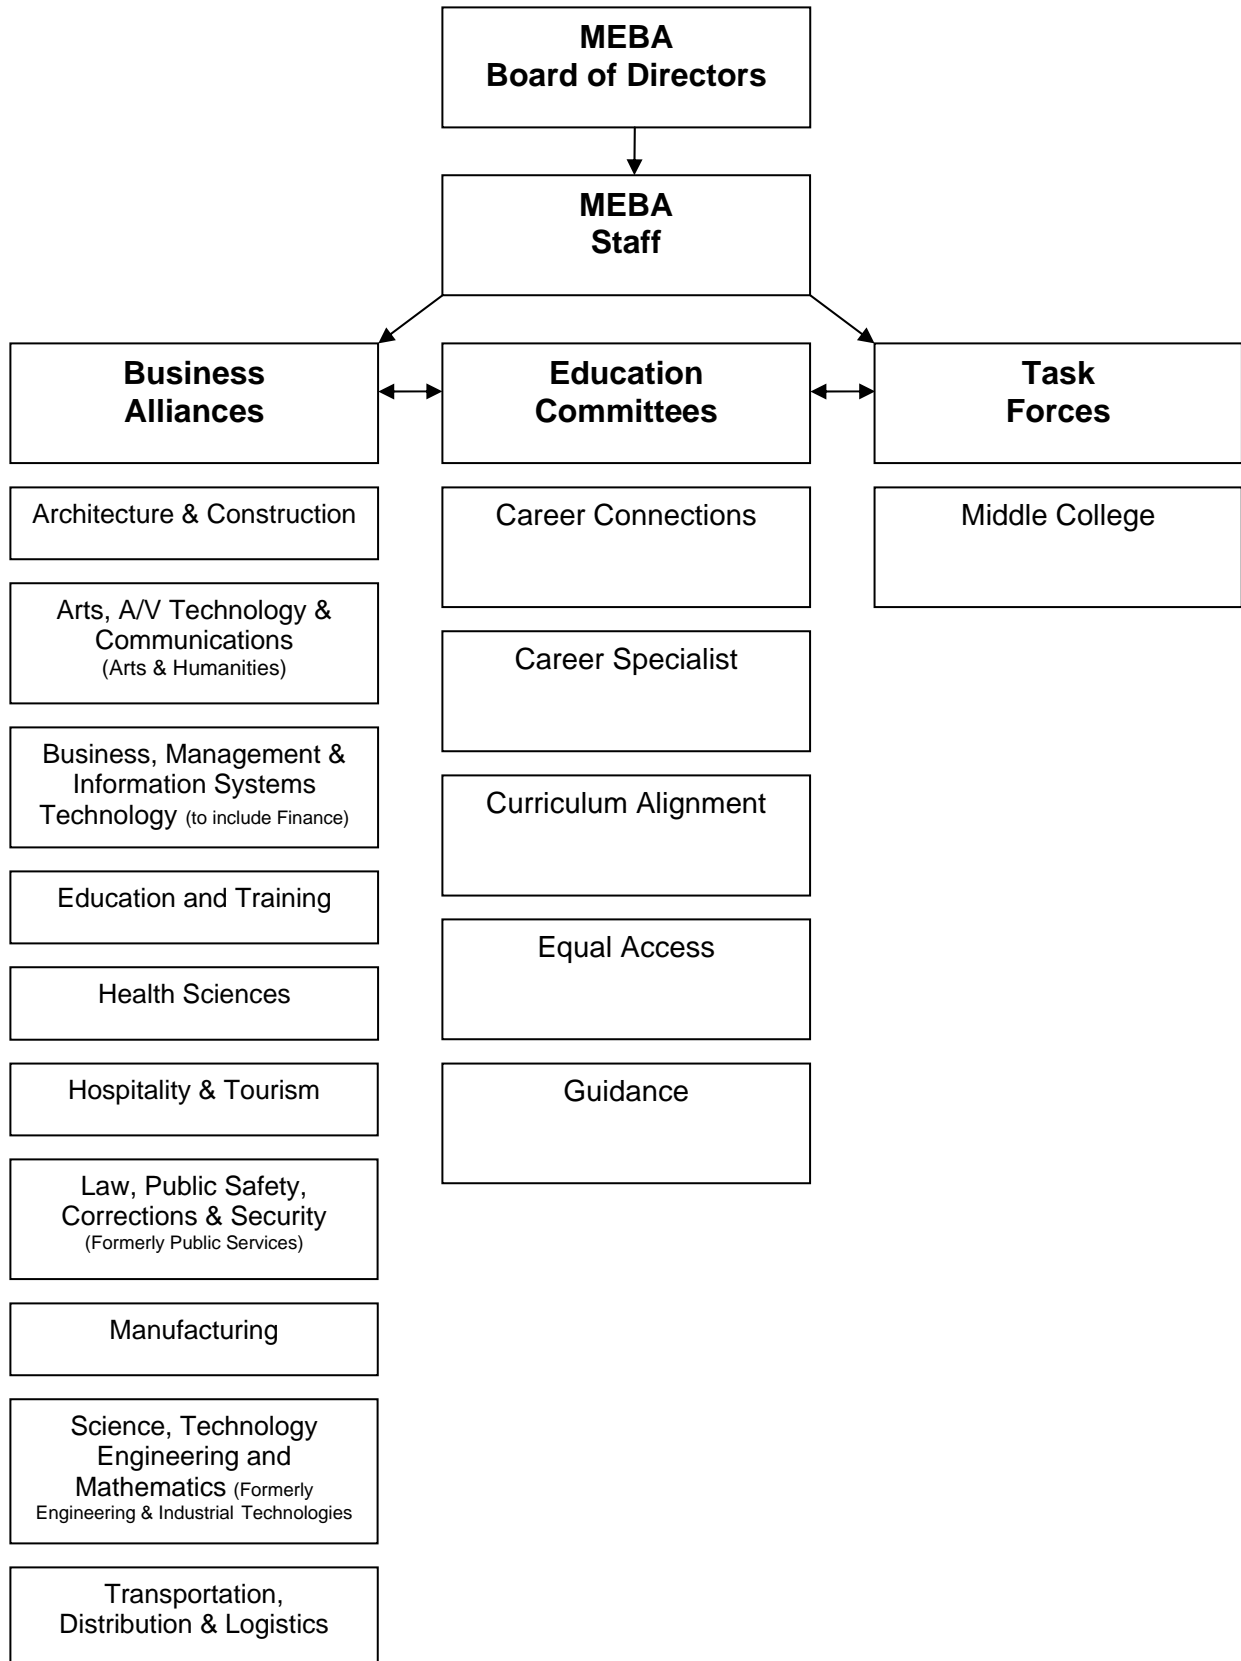 MEBA
Board of Directors
MEBA
Staff
Business
Alliances
Education
Committees
Task
Forces
Architecture & Construction
Arts, A/V Technology &
Communications
(Arts & Humanities)
Business, Management &
Information Systems
Technology (to include Finance)
Education and Training
Health Sciences
Hospitality & Tourism
Law, Public Safety,
Corrections & Security
(Formerly Public Services)
Manufacturing
Science, Technology
Engineering and
Mathematics (Formerly
Engineering & Industrial Technologies
Transportation,
Distribution & Logistics
Career Connections
Career Specialist
Curriculum Alignment
Equal Access
Guidance
Middle College